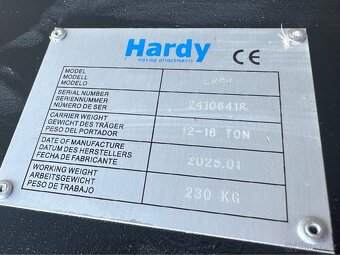 Hardy
moving attachments
CE
MODEL
MODELL
MODELO
SERIAL NUMBER
SERIENNUMMER
NÚMERO DE SER
24106418
CARRIER WEIGHT
GEWICHT DES TRÄGER
PESO DEL PORTADOR
12-16 TON
DATE OF MANUFACTURE
DATUM DES HERSTELLERS
FECHA DE FABRICANTE
2025.01
WORKING WEIGHT
ARBEITSGEWICHT
PESO DE TRABAJO
230 KG